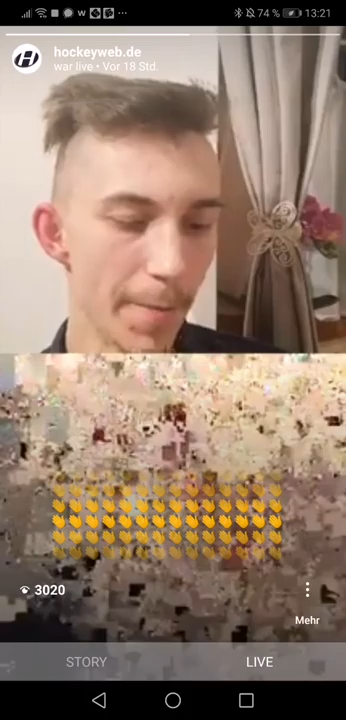 74 % 13:21
hockeyweb.de
war live • Vor 18 Std.
3020
Mehr
STORY LIVE